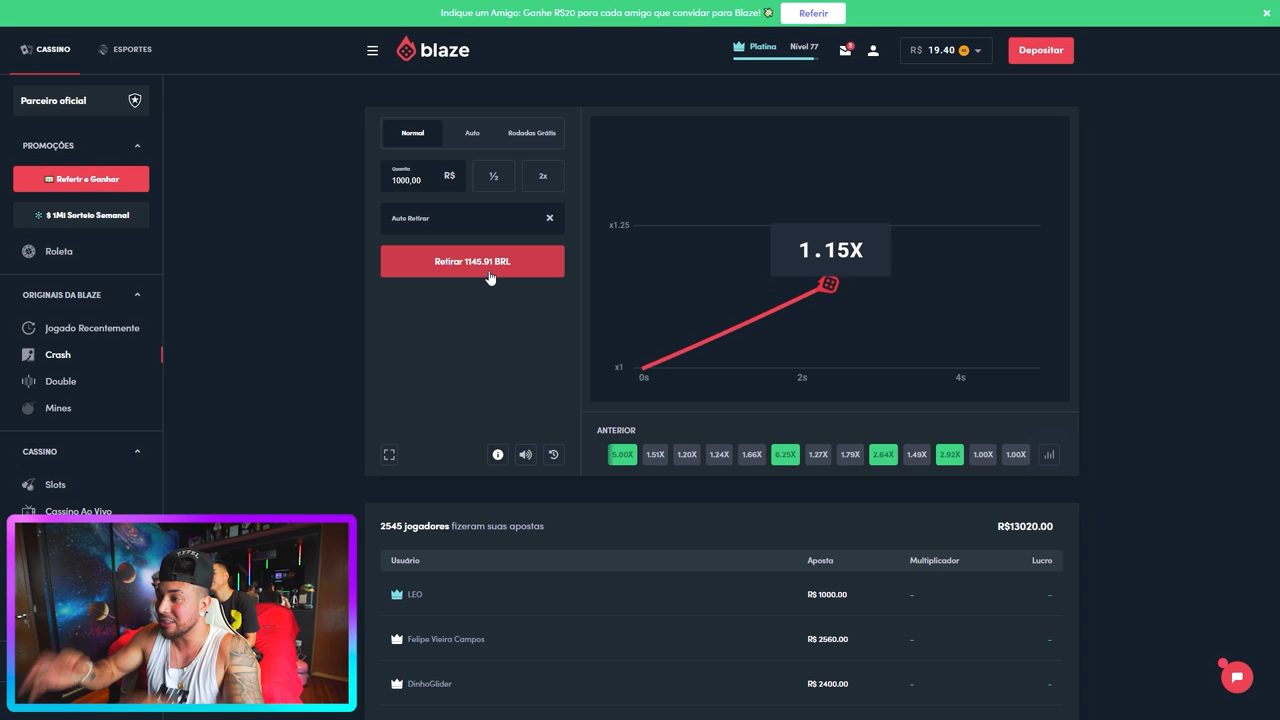 Indique um Amigo: Ganhe R$20 para cada amigo que convidar para Blaze!
Referir
CASSINO
ESPORTES
blaze
Platina
Nível 77
2
R$ 19.40
Depositar
Parceiro oficial
PROMOÇÕES
Referir e Ganhar
$ 1Mi Sorteio Semanal
Roleta
ORIGINAIS DA BLAZE
Jogado Recentemente
Crash
Double
Mines
CASSINO
Slots
Cassino Ao Vivo
Normal
Auto
Rodadas Grátis
Quantia
1000,00
R$
½
2x
Auto Retirar
Retirar 1145.91 BRL
x1.25
1.15X
x1
0s
2s
4s
ANTERIOR
5.00X
1.51X
1.20X
1.24X
1.66X
6.25X
1.27X
1.79X
2.64X
1.49X
2.92X
1.00X
1.00X
2545 jogadores fizeram suas apostas
R$13020.00
Usuário
Aposta
Multiplicador
Lucro
LEO
R$ 1000.00
–
–
Felipe Vieira Campos
R$ 2560.00
–
–
DinhoGlider
R$ 2400.00
–
–